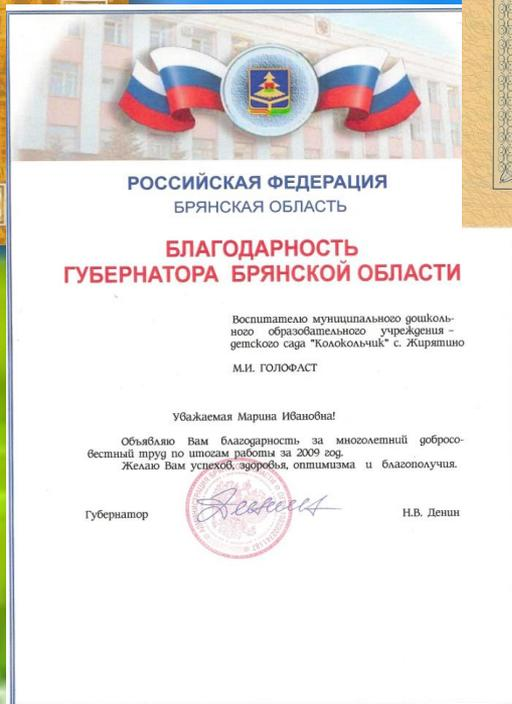 РОССИЙСКАЯ ФЕДЕРАЦИЯ
БРЯНСКАЯ ОБЛАСТЬ
БЛАГОДАРНОСТЬ
ГУБЕРНАТОРА БРЯНСКОЙ ОБЛАСТИ
Воспитателю муниципального дошколь-
ного образовательного учреждения –
детского сада "Колокольчик" с. Жирятино
М.И. ГОЛОФАСТ
Уважаемая Марина Ивановна!
Объявляю Вам благодарность за многолетний добросо-
вестный труд по итогам работы за 2009 год.
Желаю Вам успехов, здоровья, оптимизма и благополучия.
Губернатор
Н.В. Денин